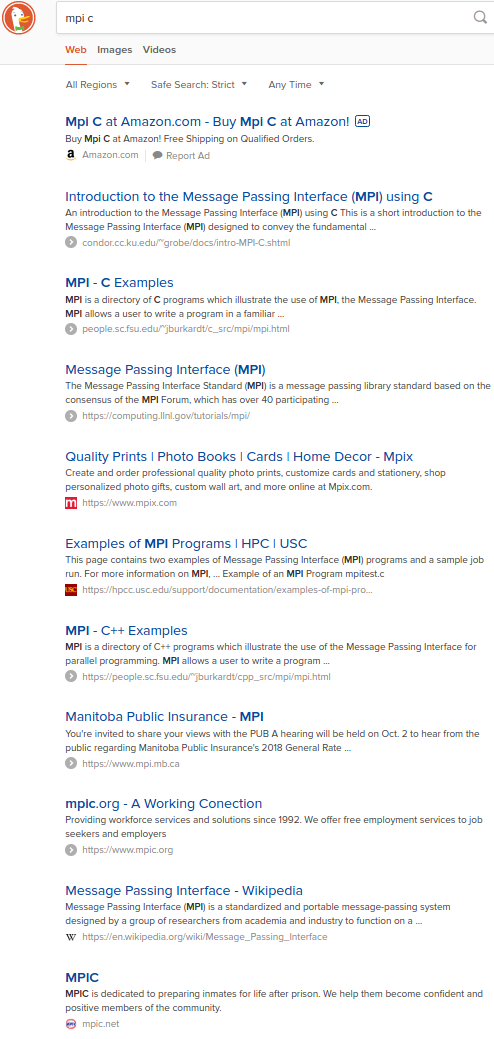 mpi c
Web Images Videos
All Regions Safe Search: Strict Any Time
Mpi C at Amazon.com - Buy Mpi C at Amazon! AD
Buy Mpi C at Amazon! Free Shipping on Qualified Orders.
a Amazon.com Report Ad
Introduction to the Message Passing Interface (MPI) using C
An introduction to the Message Passing Interface (MPI) using C This is a short introduction to the
Message Passing Interface (MPI) designed to convey the fundamental ...
condor.cc.ku.edu/~grobe/docs/intro-MPI-C.shtml
MPI - C Examples
MPI is a directory of C programs which illustrate the use of MPI, the Message Passing Interface.
MPI allows a user to write a program in a familiar ...
people.sc.fsu.edu/~jburkardt/c_src/mpi/mpi.html
Message Passing Interface (MPI)
The Message Passing Interface Standard (MPI) is a message passing library standard based on the
consensus of the MPI Forum, which has over 40 participating ...
https://computing.llnl.gov/tutorials/mpi/
Quality Prints | Photo Books | Cards | Home Decor - Mpix
Create and order professional quality photo prints, customize cards and stationery, shop
personalized photo gifts, custom wall art, and more online at Mpix.com.
m https://www.mpix.com
Examples of MPI Programs | HPC | USC
This page contains two examples of Message Passing Interface (MPI) programs and a sample job
run. For more information on MPI, ... Example of an MPI Program mpitest.c
USC https://hpcc.usc.edu/support/documentation/examples-of-mpi-pro...
MPI - C++ Examples
MPI is a directory of C++ programs which illustrate the use of the Message Passing Interface for
parallel programming. MPI allows a user to write a program ...
https://people.sc.fsu.edu/~jburkardt/cpp_src/mpi/mpi.html
Manitoba Public Insurance - MPI
You're invited to share your views with the PUB A hearing will be held on Oct. 2 to hear from the
public regarding Manitoba Public Insurance's 2018 General Rate ...
https://www.mpi.mb.ca
mpic.org - A Working Conection
Providing workforce services and solutions since 1992. We offer free employment services to job
seekers and employers
https://www.mpic.org
Message Passing Interface - Wikipedia
Message Passing Interface (MPI) is a standardized and portable message-passing system
designed by a group of researchers from academia and industry to function on a ...
W https://en.wikipedia.org/wiki/Message_Passing_Interface
MPIC
MPIC is dedicated to preparing inmates for life after prison. We help them become confident and
positive members of the community.
mpic.net